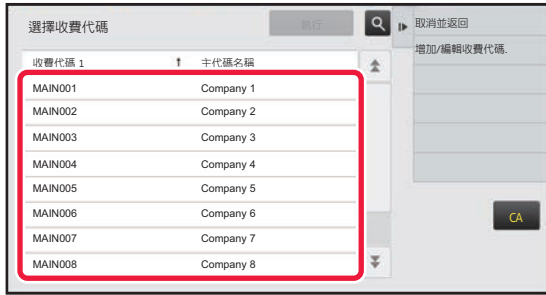 選擇收費代碼
執行
取消並返回
增加/編輯收費代碼.
收費代碼 1 ↑ 主代碼名稱
MAIN001 Company 1
MAIN002 Company 2
MAIN003 Company 3
MAIN004 Company 4
MAIN005 Company 5
MAIN006 Company 6
MAIN007 Company 7
MAIN008 Company 8
CA